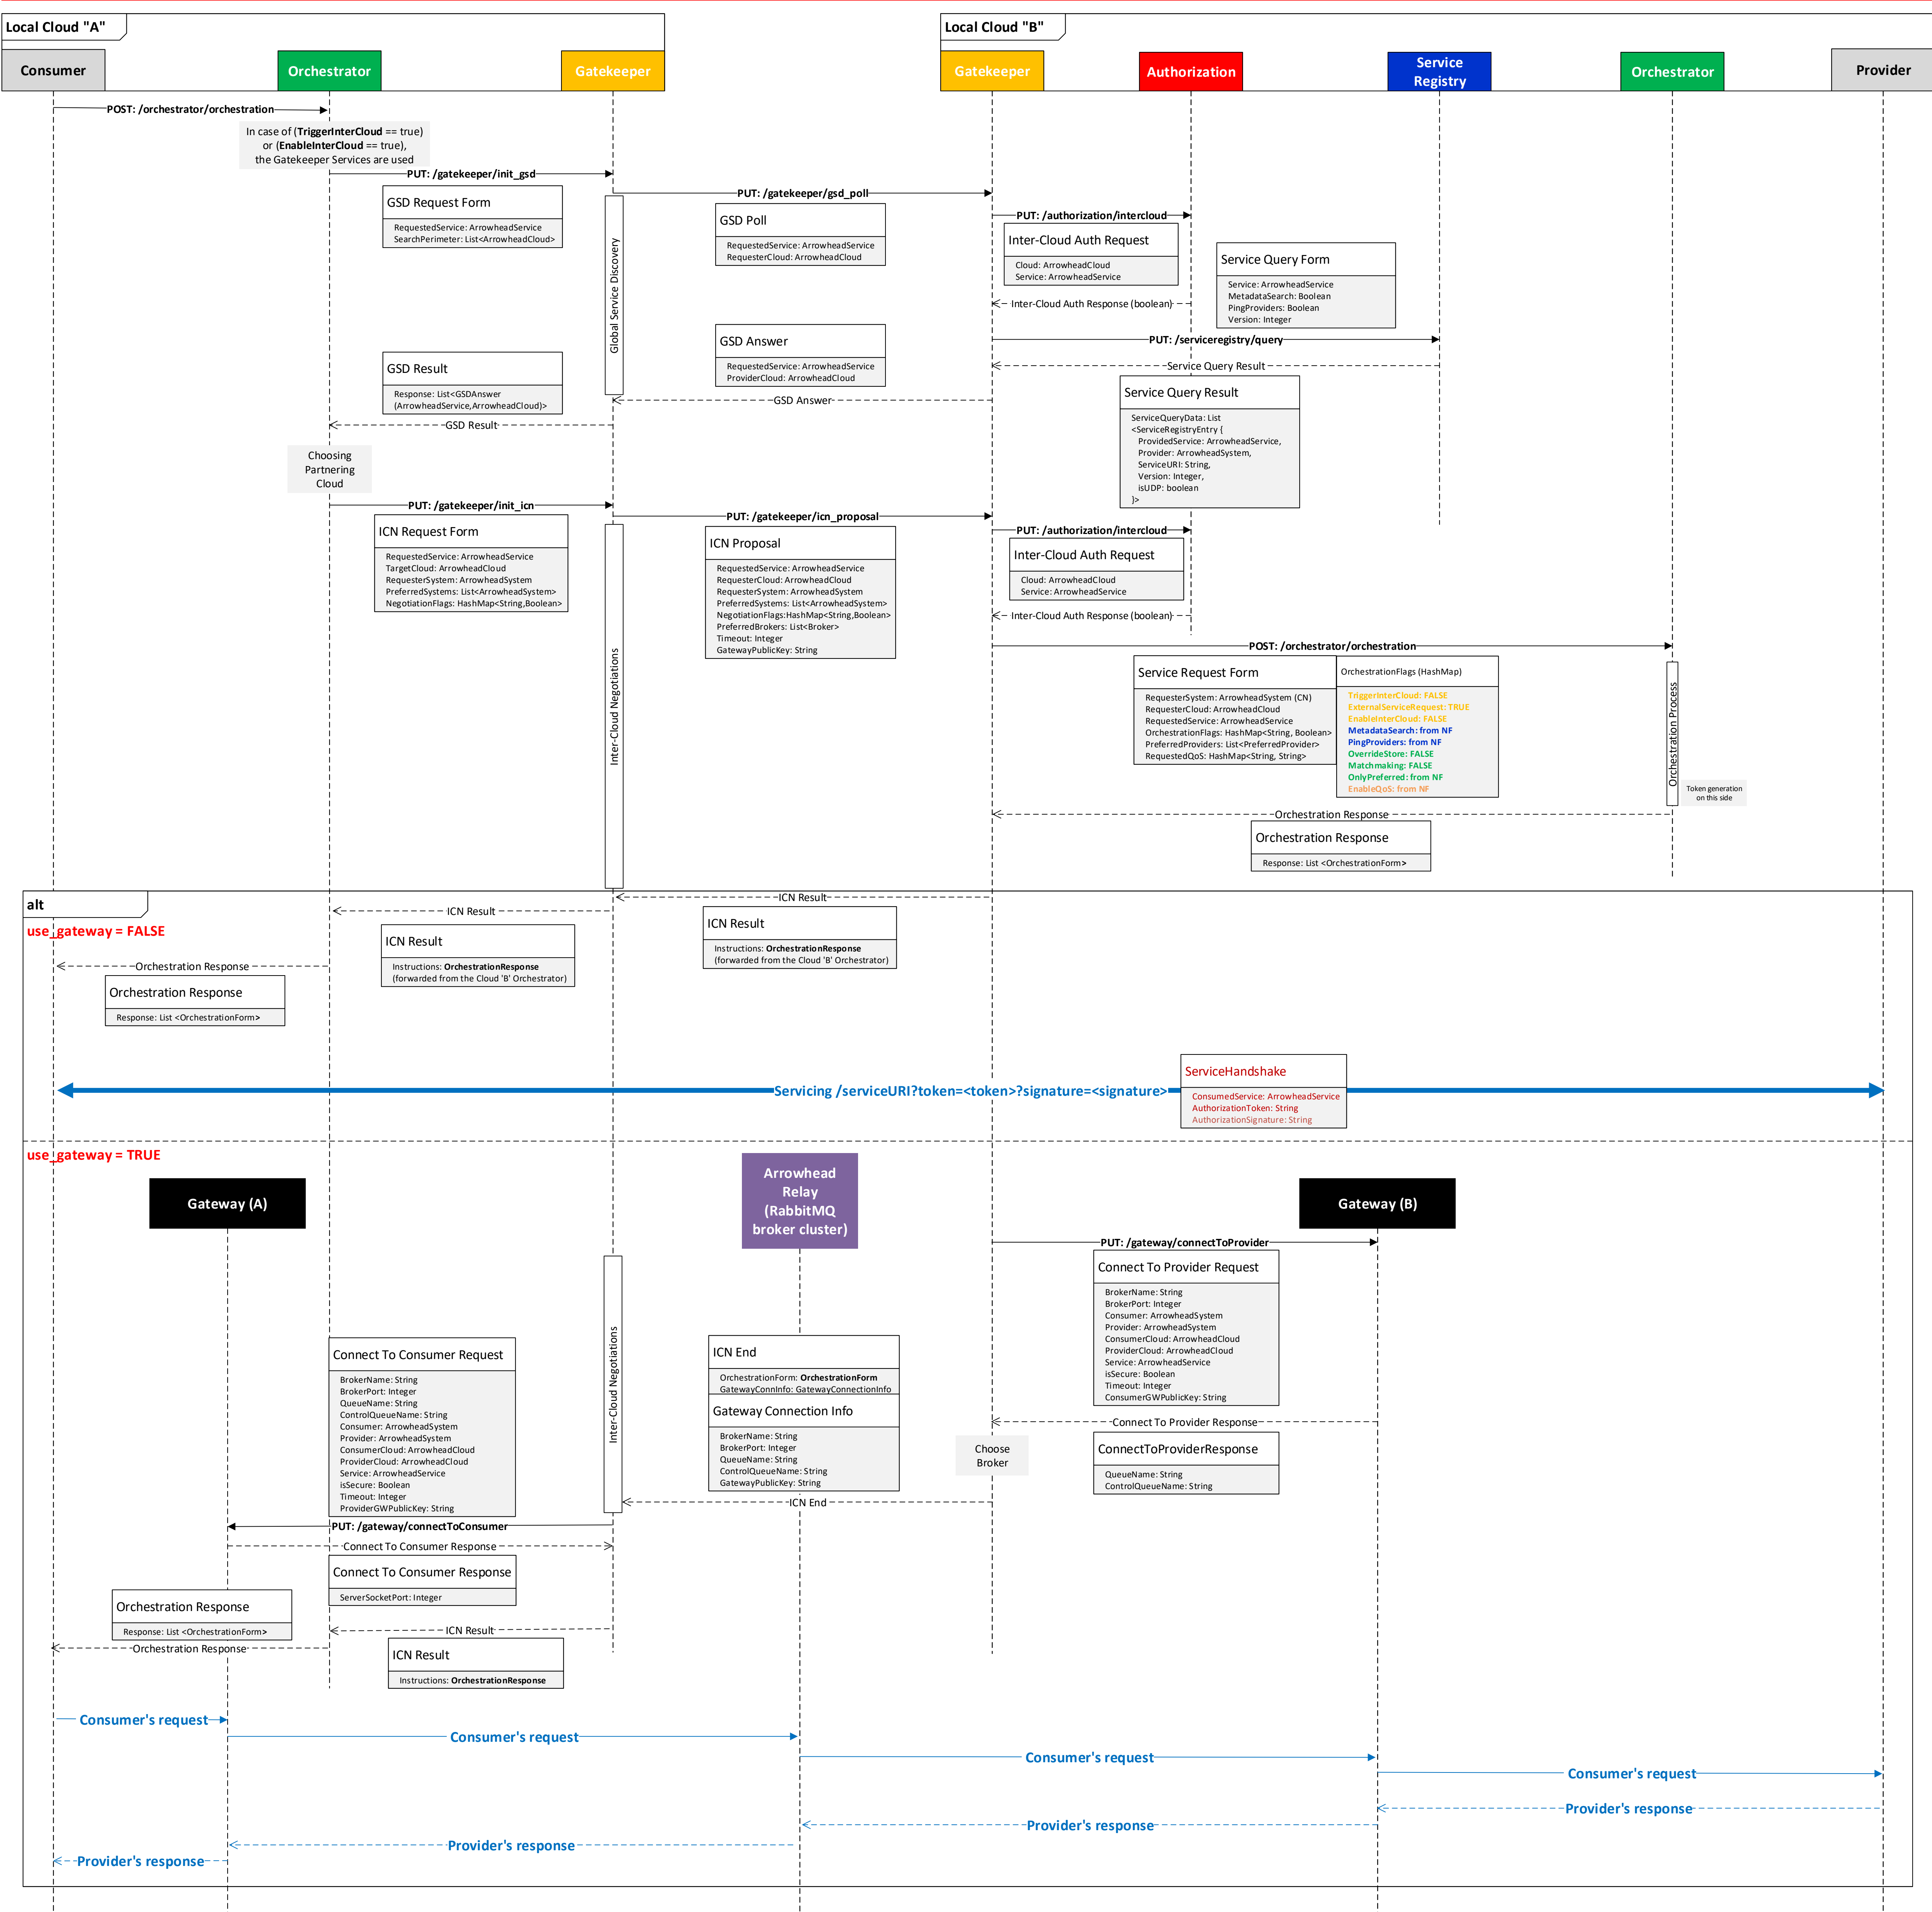 Local Cloud "A"
Local Cloud "B"
Consumer
Orchestrator
Gatekeeper
Gatekeeper
Authorization
Service
Registry
Orchestrator
Provider
POST: /orchestrator/orchestration
In case of (TriggerInterCloud == true)
or (EnableInterCloud == true),
the Gatekeeper Services are used
PUT: /gatekeeper/init_gsd
GSD Request Form
RequestedService: ArrowheadService
SearchPerimeter: List<ArrowheadCloud>
Global Service Discovery
PUT: /gatekeeper/gsd_poll
GSD Poll
RequestedService: ArrowheadService
RequesterCloud: ArrowheadCloud
PUT: /authorization/intercloud
Inter-Cloud Auth Request
Cloud: ArrowheadCloud
Service: ArrowheadService
Inter-Cloud Auth Response (boolean)
Service Query Form
Service: ArrowheadService
MetadataSearch: Boolean
PingProviders: Boolean
Version: Integer
PUT: /serviceregistry/query
Service Query Result
GSD Answer
RequestedService: ArrowheadService
ProviderCloud: ArrowheadCloud
GSD Answer
GSD Result
Response: List<GSDAnswer
(ArrowheadService,ArrowheadCloud)>
GSD Result
Service Query Result
ServiceQueryData: List
<ServiceRegistryEntry {
ProvidedService: ArrowheadService,
Provider: ArrowheadSystem,
ServiceURI: String,
Version: Integer,
isUDP: boolean
}>
Choosing
Partnering
Cloud
PUT: /gatekeeper/init_icn
ICN Request Form
RequestedService: ArrowheadService
TargetCloud: ArrowheadCloud
RequesterSystem: ArrowheadSystem
PreferredSystems: List<ArrowheadSystem>
NegotiationFlags: HashMap<String,Boolean>
Inter-Cloud Negotiations
PUT: /gatekeeper/icn_proposal
ICN Proposal
RequestedService: ArrowheadService
RequesterCloud: ArrowheadCloud
RequesterSystem: ArrowheadSystem
PreferredSystems: List<ArrowheadSystem>
NegotiationFlags:HashMap<String,Boolean>
PreferredBrokers: List<Broker>
Timeout: Integer
GatewayPublicKey: String
PUT: /authorization/intercloud
Inter-Cloud Auth Request
Cloud: ArrowheadCloud
Service: ArrowheadService
Inter-Cloud Auth Response (boolean)
POST: /orchestrator/orchestration
Service Request Form
RequesterSystem: ArrowheadSystem (CN)
RequesterCloud: ArrowheadCloud
RequestedService: ArrowheadService
OrchestrationFlags: HashMap<String, Boolean>
PreferredProviders: List<PreferredProvider>
RequestedQoS: HashMap<String, String>
OrchestrationFlags (HashMap)
TriggerInterCloud: FALSE
ExternalServiceRequest: TRUE
EnableInterCloud: FALSE
MetadataSearch: from NF
PingProviders: from NF
OverrideStore: FALSE
Matchmaking: FALSE
OnlyPreferred: from NF
EnableQoS: from NF
Orchestration Process
Token generation
on this side
Orchestration Response
Orchestration Response
Response: List <OrchestrationForm>
alt
use_gateway = FALSE
ICN Result
ICN Result
ICN Result
Instructions: OrchestrationResponse
(forwarded from the Cloud 'B' Orchestrator)
ICN Result
Instructions: OrchestrationResponse
(forwarded from the Cloud 'B' Orchestrator)
Orchestration Response
Orchestration Response
Response: List <OrchestrationForm>
Servicing /serviceURI?token=<token>?signature=<signature>
ServiceHandshake
ConsumedService: ArrowheadService
AuthorizationToken: String
AuthorizationSignature: String
use_gateway = TRUE
Gateway (A)
Arrowhead
Relay
(RabbitMQ
broker cluster)
Gateway (B)
PUT: /gateway/connectToProvider
Connect To Provider Request
BrokerName: String
BrokerPort: Integer
Consumer: ArrowheadSystem
Provider: ArrowheadSystem
ConsumerCloud: ArrowheadCloud
ProviderCloud: ArrowheadCloud
Service: ArrowheadService
isSecure: Boolean
Timeout: Integer
ConsumerGWPublicKey: String
Connect To Provider Response
ConnectToProviderResponse
QueueName: String
ControlQueueName: String
Choose
Broker
Inter-Cloud Negotiations
ICN End
OrchestrationForm: OrchestrationForm
GatewayConnInfo: GatewayConnectionInfo
Gateway Connection Info
BrokerName: String
BrokerPort: Integer
QueueName: String
ControlQueueName: String
GatewayPublicKey: String
ICN End
Connect To Consumer Request
BrokerName: String
BrokerPort: Integer
QueueName: String
ControlQueueName: String
Consumer: ArrowheadSystem
Provider: ArrowheadSystem
ConsumerCloud: ArrowheadCloud
ProviderCloud: ArrowheadCloud
Service: ArrowheadService
isSecure: Boolean
Timeout: Integer
ProviderGWPublicKey: String
PUT: /gateway/connectToConsumer
Connect To Consumer Response
Connect To Consumer Response
ServerSocketPort: Integer
Orchestration Response
Response: List <OrchestrationForm>
ICN Result
Orchestration Response
ICN Result
Instructions: OrchestrationResponse
Consumer's request
Consumer's request
Consumer's request
Consumer's request
Provider's response
Provider's response
Provider's response
Provider's response